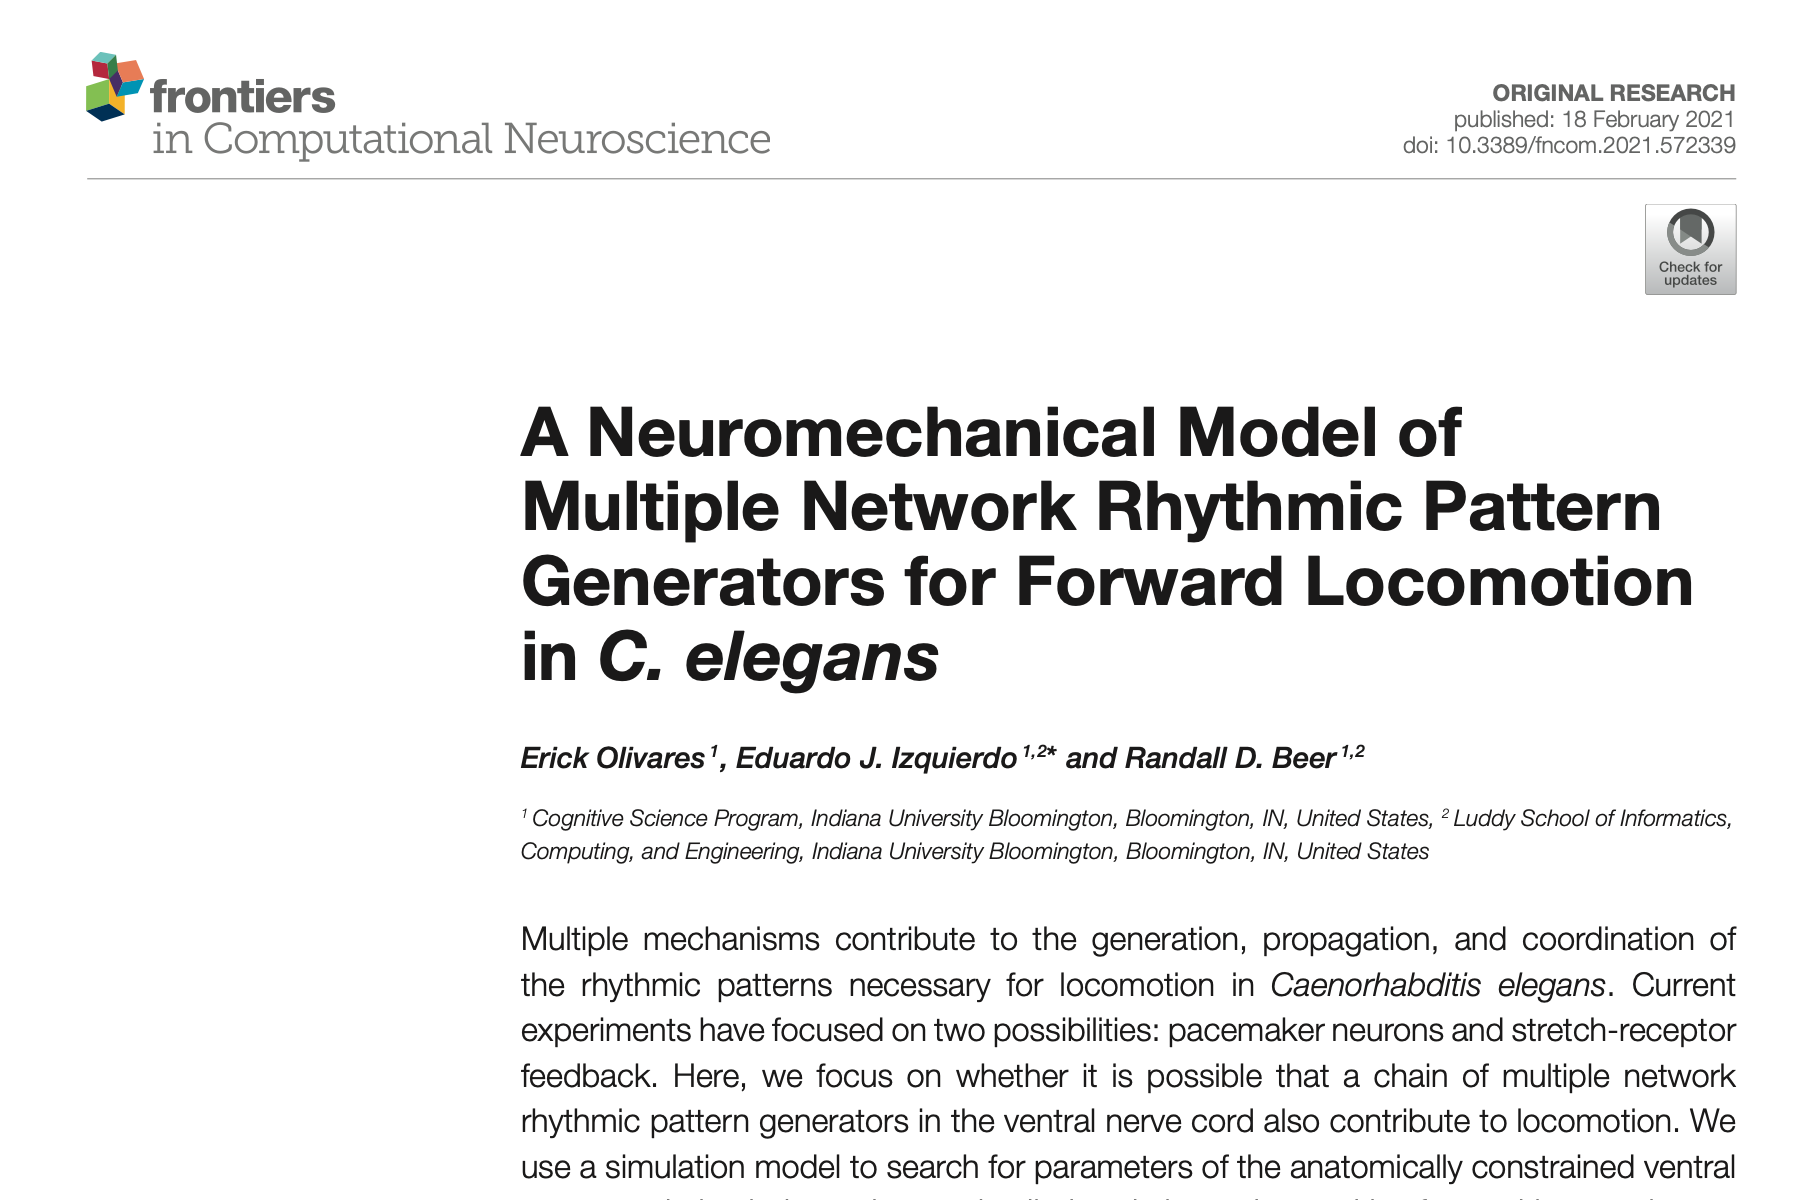 frontiers
in Computational Neuroscience
ORIGINAL RESEARCH
published: 18 February 2021
doi: 10.3389/fncom.2021.572339
Check for
updates
A Neuromechanical Model of
Multiple Network Rhythmic Pattern
Generators for Forward Locomotion
in C. elegans
Erick Olivares 1, Eduardo J. Izquierdo 1,2* and Randall D. Beer 1,2
1 Cognitive Science Program, Indiana University Bloomington, Bloomington, IN, United States, 2 Luddy School of Informatics,
Computing, and Engineering, Indiana University Bloomington, Bloomington, IN, United States
Multiple mechanisms contribute to the generation, propagation, and coordination of
the rhythmic patterns necessary for locomotion in Caenorhabditis elegans. Current
experiments have focused on two possibilities: pacemaker neurons and stretch-receptor
feedback. Here, we focus on whether it is possible that a chain of multiple network
rhythmic pattern generators in the ventral nerve cord also contribute to locomotion. We
use a simulation model to search for parameters of the anatomically constrained ventral